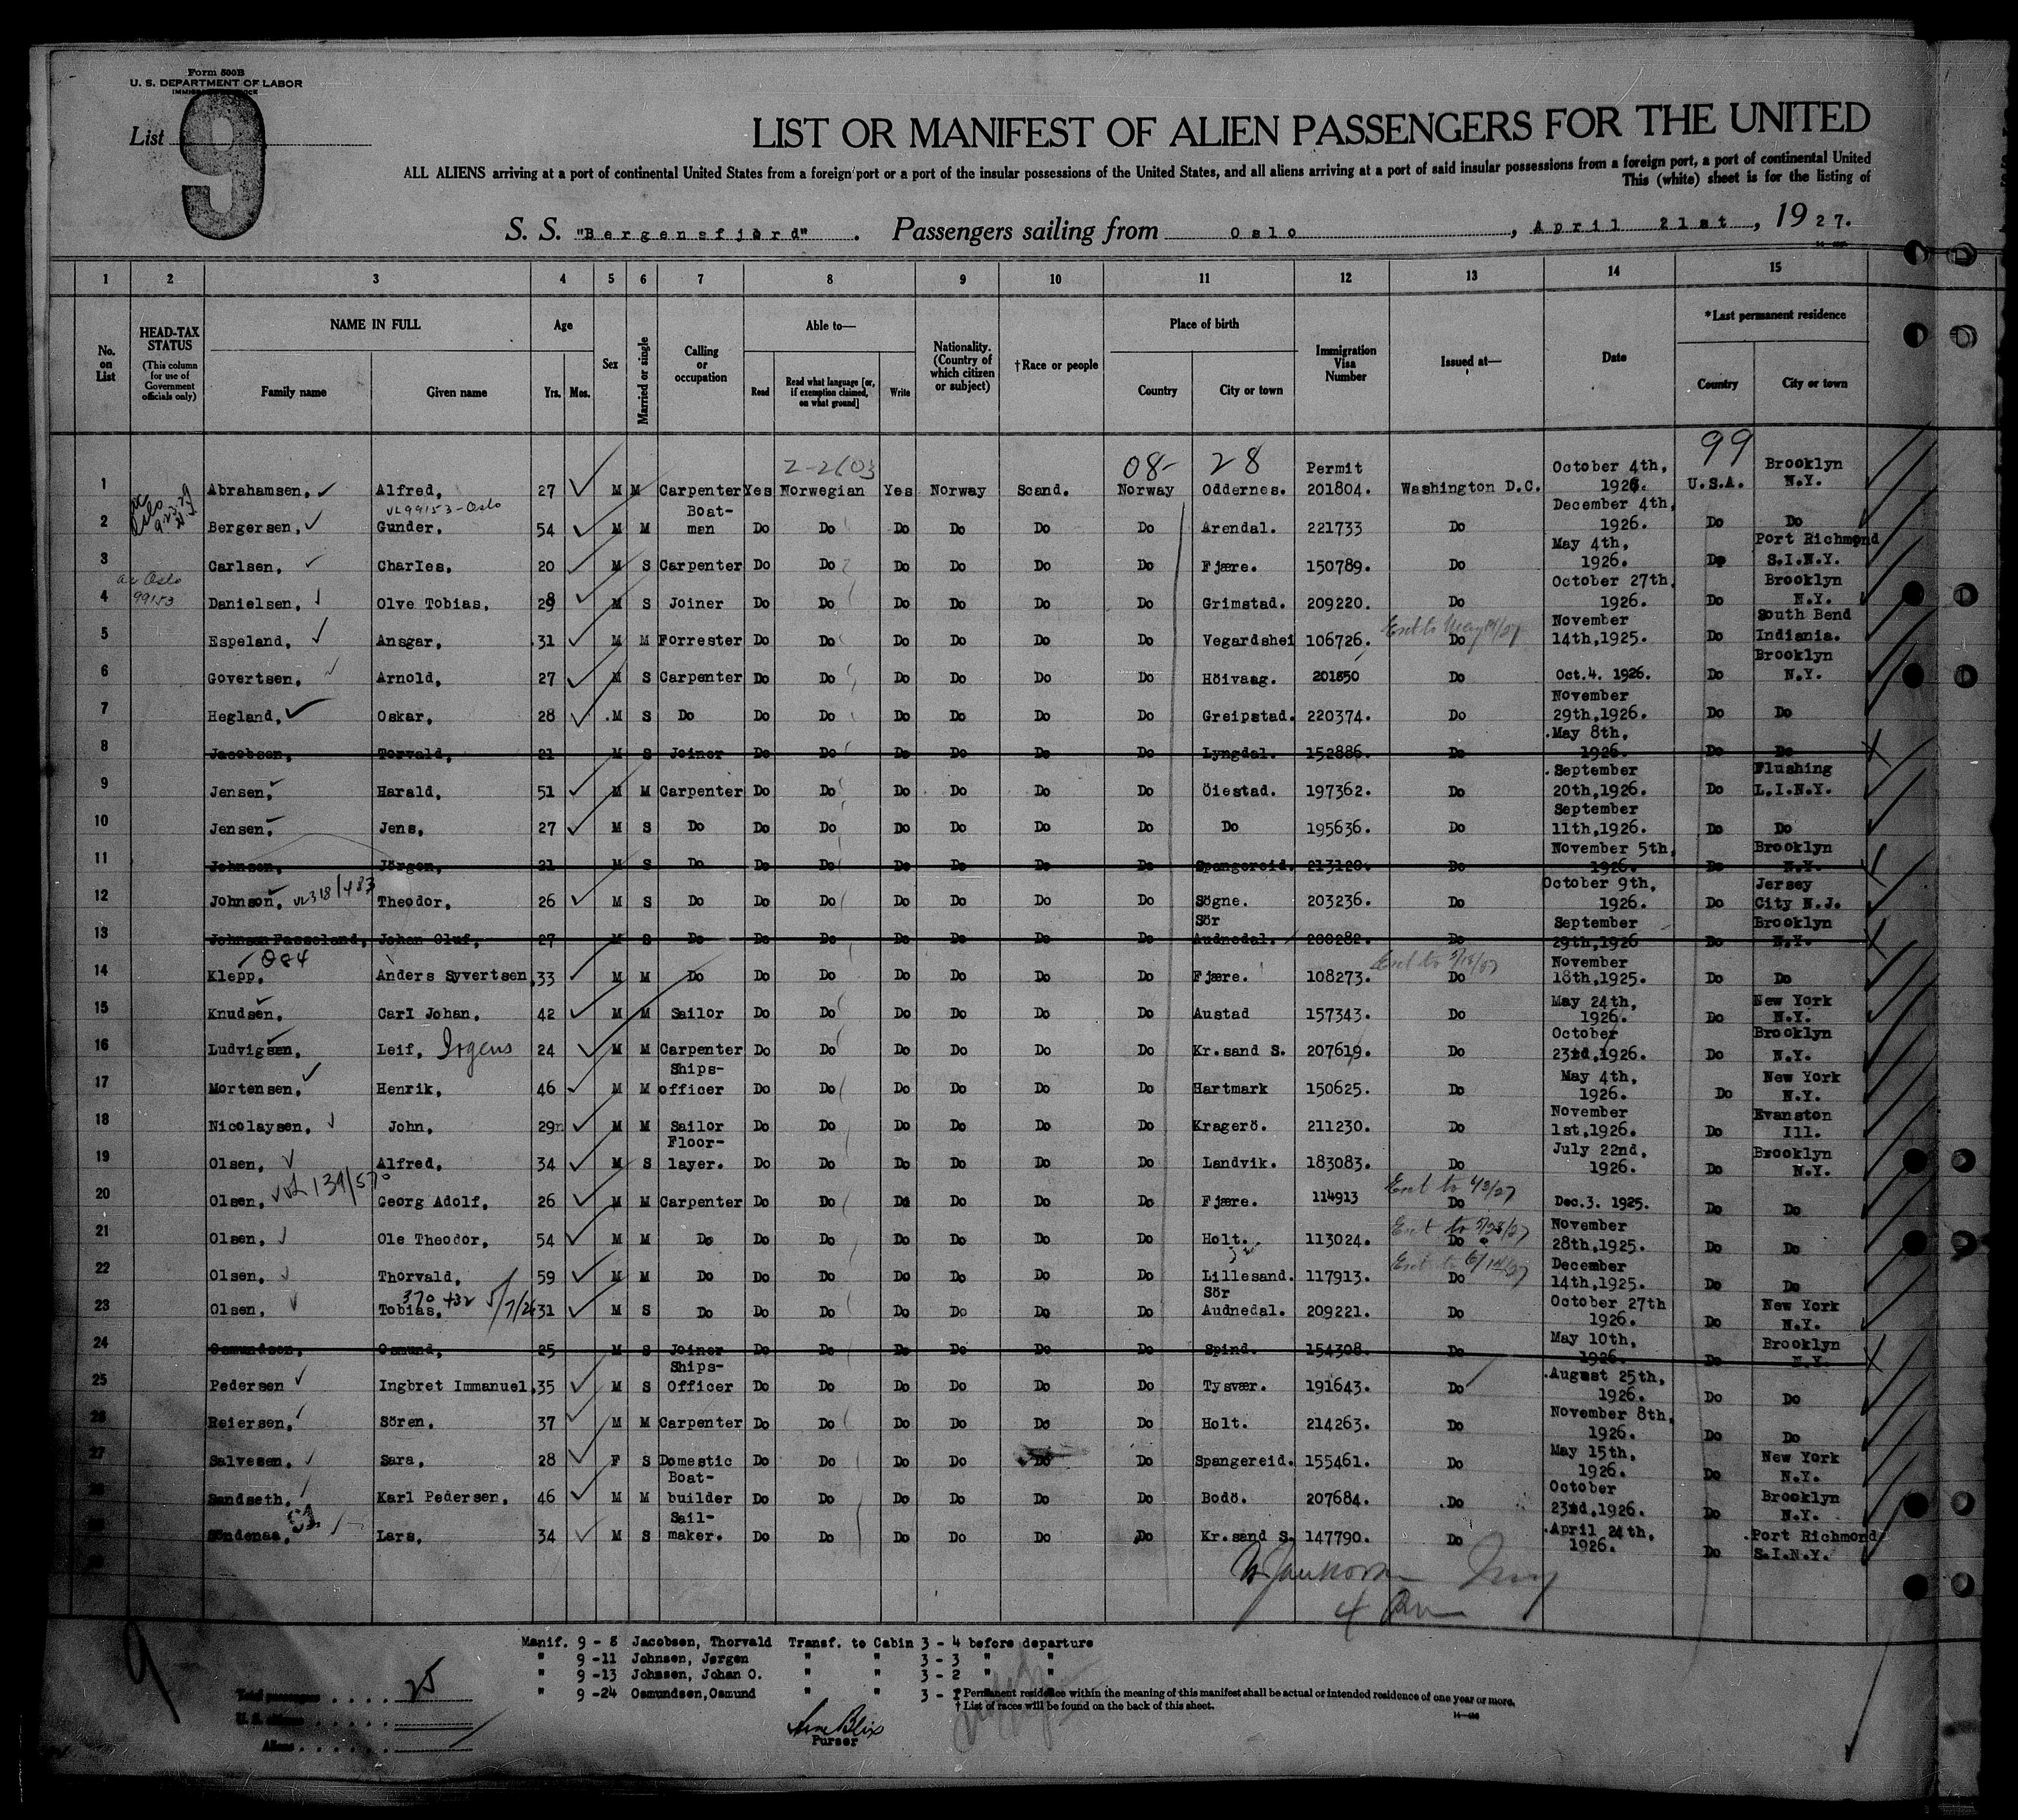 Form 500B
U. S. DEPARTMENT OF LABOR
List 9
LIST OR MANIFEST OF ALIEN PASSENGERS FOR THE UNITED
ALL ALIENS arriving at a port of continental United States from a foreign port or a port of the insular possessions of the United States, and all aliens arriving at a port of said insular possessions from a foreign port, a port of continental United
This (white) sheet is for the listing of
S. S. "Bergensfjord". Passengers sailing from Oslo, April 21st, 1927.
1 2 3 4 5 6 7 8 9 10 11 12 13 14 15
No. on List HEAD-TAX STATUS (This column for use of Government officials only) NAME IN FULL Family name Given name Age Yrs. Mos. Sex Married or single Calling or occupation Able to— Read Read what language [or, if exemption claimed, on what ground] Write Nationality. (Country of which citizen or subject) †Race or people Place of birth Country City or town Immigration Visa Number Issued at— Date *Last permanent residence Country City or town
2-2603 08- 28 99
1 Abrahamsen, Alfred, 27 M M Carpenter Yes Norwegian Yes Norway Scand. Norway Oddernes. Permit 201804. Washington D.C. October 4th, 1926. U.S.A. Brooklyn N.Y.
VL99153-Oslo
2 Bergersen, Gunder, 54 M M Boat-men Do Do Do Do Do Do Arendal. 221733 Do December 4th, 1926. Do Do
3 Carlsen, Charles, 20 M S Carpenter Do Do Do Do Do Do Fjære. 150789. Do May 4th, 1926. Do Port Richmond S.I.N.Y.
4 99153 Danielsen, Olve Tobias, 29 M S Joiner Do Do Do Do Do Do Grimstad. 209220. Do October 27th, 1926. Do Brooklyn N.Y.
5 Espeland, Ansgar, 31 M M Forrester Do Do Do Do Do Do Vegardshei 106726. Do November 14th,1925. Do South Bend Indiania.
6 Govertsen, Arnold, 27 M S Carpenter Do Do Do Do Do Do Höivaag. 201850 Do Oct.4. 1926. Do Brooklyn N.Y.
7 Hegland, Oskar, 28 M S Do Do Do Do Do Do Do Greipstad. 220374. Do November 29th,1926. Do Do
8 Jacobsen, Torvald, 21 M S Joiner Do Do Do Do Do Do Lyngdal. 152886. Do May 8th, 1926. Do Do
9 Jensen, Harald, 51 M M Carpenter Do Do Do Do Do Do Öiestad. 197362. Do September 20th,1926. Do Flushing L.I.N.Y.
10 Jensen, Jens, 27 M S Do Do Do Do Do Do Do Do 195636. Do September 11th,1926. Do Do
11 Johnsen, Jörgen, 21 M S Do Do Do Do Do Do Do Spangereid. 213120. Do November 5th, 1926. Do Brooklyn N.Y.
12 Johnson, Theodor, 26 M S Do Do Do Do Do Do Do Sögne. 203236. Do October 9th, 1926. Do Jersey City N.J.
13 Johnsen Fasseland, Johan Oluf, 27 M S Do Do Do Do Do Do Do Sör Audnedal. 200282. Do September 29th,1926 Do Brooklyn N.Y.
14 Klepp, Anders Syvertsen, 33 M M Do Do Do Do Do Do Do Fjære. 108273. Do November 18th,1925. Do Do
15 Knudsen, Carl Johan, 42 M M Sailor Do Do Do Do Do Do Austad 157343. Do May 24th, 1926. Do New York N.Y.
16 Ludvigsen, Leif, Irgens 24 M M Carpenter Do Do Do Do Do Do Kr.sand S. 207619. Do October 23rd,1926. Do Brooklyn N.Y.
17 Mortensen, Henrik, 46 M M Ships-officer Do Do Do Do Do Do Hartmark 150625. Do May 4th, 1926. Do New York N.Y.
18 Nicolaysen, John, 29 M M Sailor Do Do Do Do Do Do Kragerö. 211230. Do November 1st,1926. Do Evanston Ill.
19 Olsen, Alfred, 34 M S Floor-layer. Do Do Do Do Do Do Landvik. 183083. Do July 22nd, 1926. Do Brooklyn N.Y.
20 Olsen, Georg Adolf, 26 M M Carpenter Do Do Do Do Do Do Fjære. 114913 Do Dec.3. 1925. Do Do
21 Olsen, Ole Theodor, 54 M M Do Do Do Do Do Do Do Holt. 113024. Do November 28th,1925. Do Do
22 Olsen, Thorvald, 59 M M Do Do Do Do Do Do Do Lillesand. 117913. Do December 14th,1925. Do Do
23 Olsen, Tobias, 31 M S Do Do Do Do Do Do Do Sör Audnedal. 209221. Do October 27th 1926. Do New York N.Y.
24 Osmundsen, Osmund, 25 M S Joiner Do Do Do Do Do Do Spind. 154308. Do May 10th, 1926. Do Brooklyn N.Y.
25 Pedersen Ingbret Immanuel, 35 M S Ships-Officer Do Do Do Do Do Do Tysvær. 191643. Do August 25th, 1926. Do Do
26 Reiersen, Sören, 37 M M Carpenter Do Do Do Do Do Do Holt. 214263. Do November 8th, 1926. Do Do
27 Salvesen, Sara, 28 F S Domestic Do Do Do Do Do Do Spangereid. 155461. Do May 15th, 1926. Do New York N.Y.
28 Sandseth, Karl Pedersen, 46 M M Boat-builder Do Do Do Do Do Do Bodö. 207684. Do October 23nd,1926. Do Brooklyn N.Y.
29 Söndenaa, Lars, 34 M S Sail-maker. Do Do Do Do Do Do Kr.sand S. 147790. Do April 24th, 1926. Do Port Richmond S.I.N.Y.
30
Manif. 9 - 8 Jacobsen, Thorvald Transf. to Cabin 3 - 4 before departure
" 9 -11 Johnsen, Jørgen " " 3 - 3 " "
" 9 -13 Johnsen, Johan O. " " 3 - 2 " "
" 9 -24 Osmundsen,Osmund " " 3 - 1
* Permanent residence within the meaning of this manifest shall be actual or intended residence of one year or more.
† List of races will be found on the back of this sheet.
9
Total passengers 25
U. S. citizens
Aliens
Arne Blix
Purser